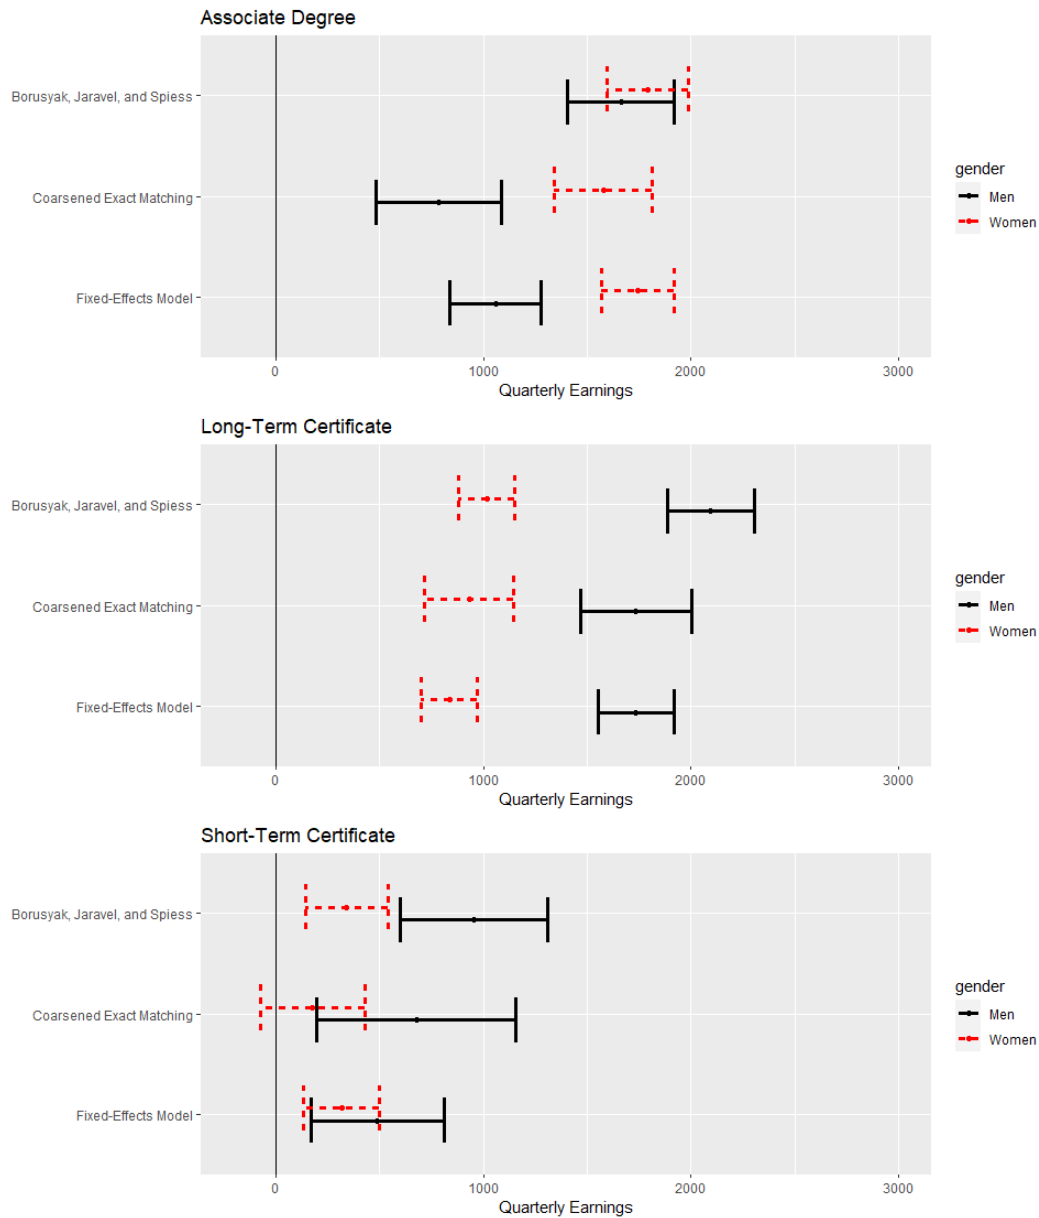 Associate Degree
Borusyak, Jaravel, and Spiess
Coarsened Exact Matching
Fixed-Effects Model
0 1000 2000 3000
Quarterly Earnings
gender
Men
Women
Long-Term Certificate
Borusyak, Jaravel, and Spiess
Coarsened Exact Matching
Fixed-Effects Model
0 1000 2000 3000
Quarterly Earnings
gender
Men
Women
Short-Term Certificate
Borusyak, Jaravel, and Spiess
Coarsened Exact Matching
Fixed-Effects Model
0 1000 2000 3000
Quarterly Earnings
gender
Men
Women